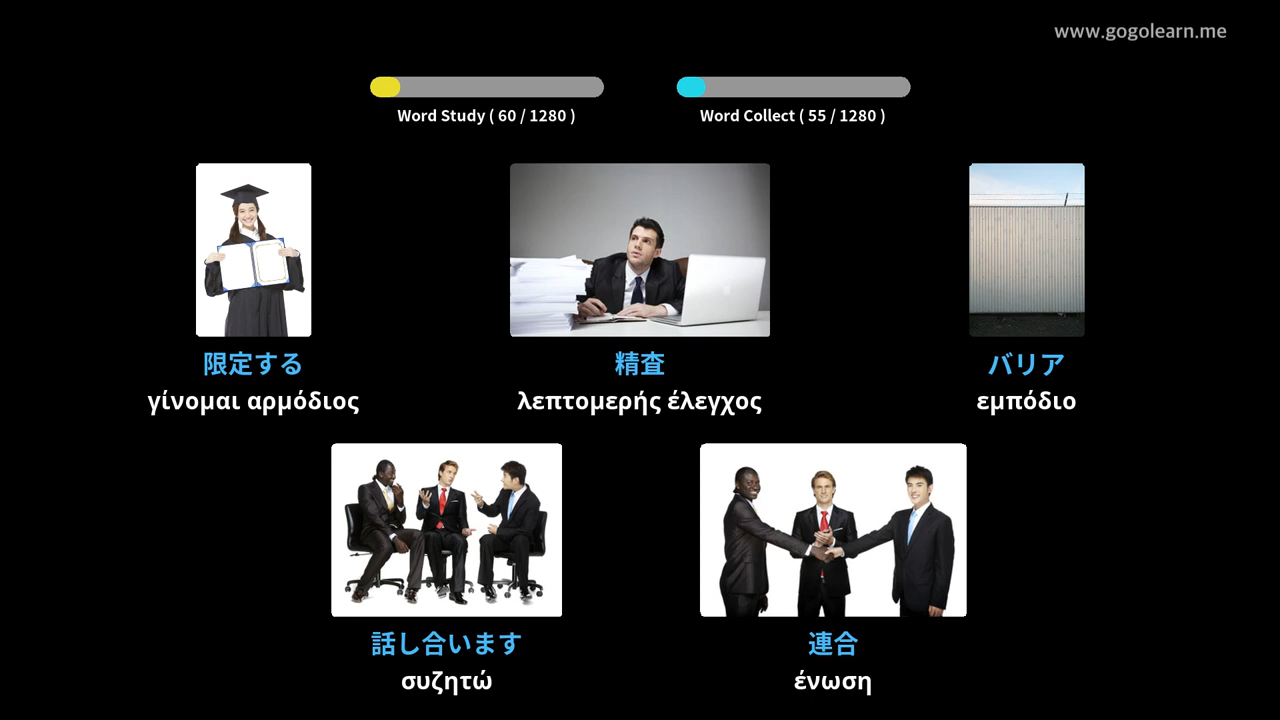 www.gogolearn.me
Word Study ( 60 / 1280 )
Word Collect ( 55 / 1280 )
限定する
γίνομαι αρμόδιος
精査
λεπτομερής έλεγχος
バリア
εμπόδιο
話し合います
συζητώ
連合
ένωση